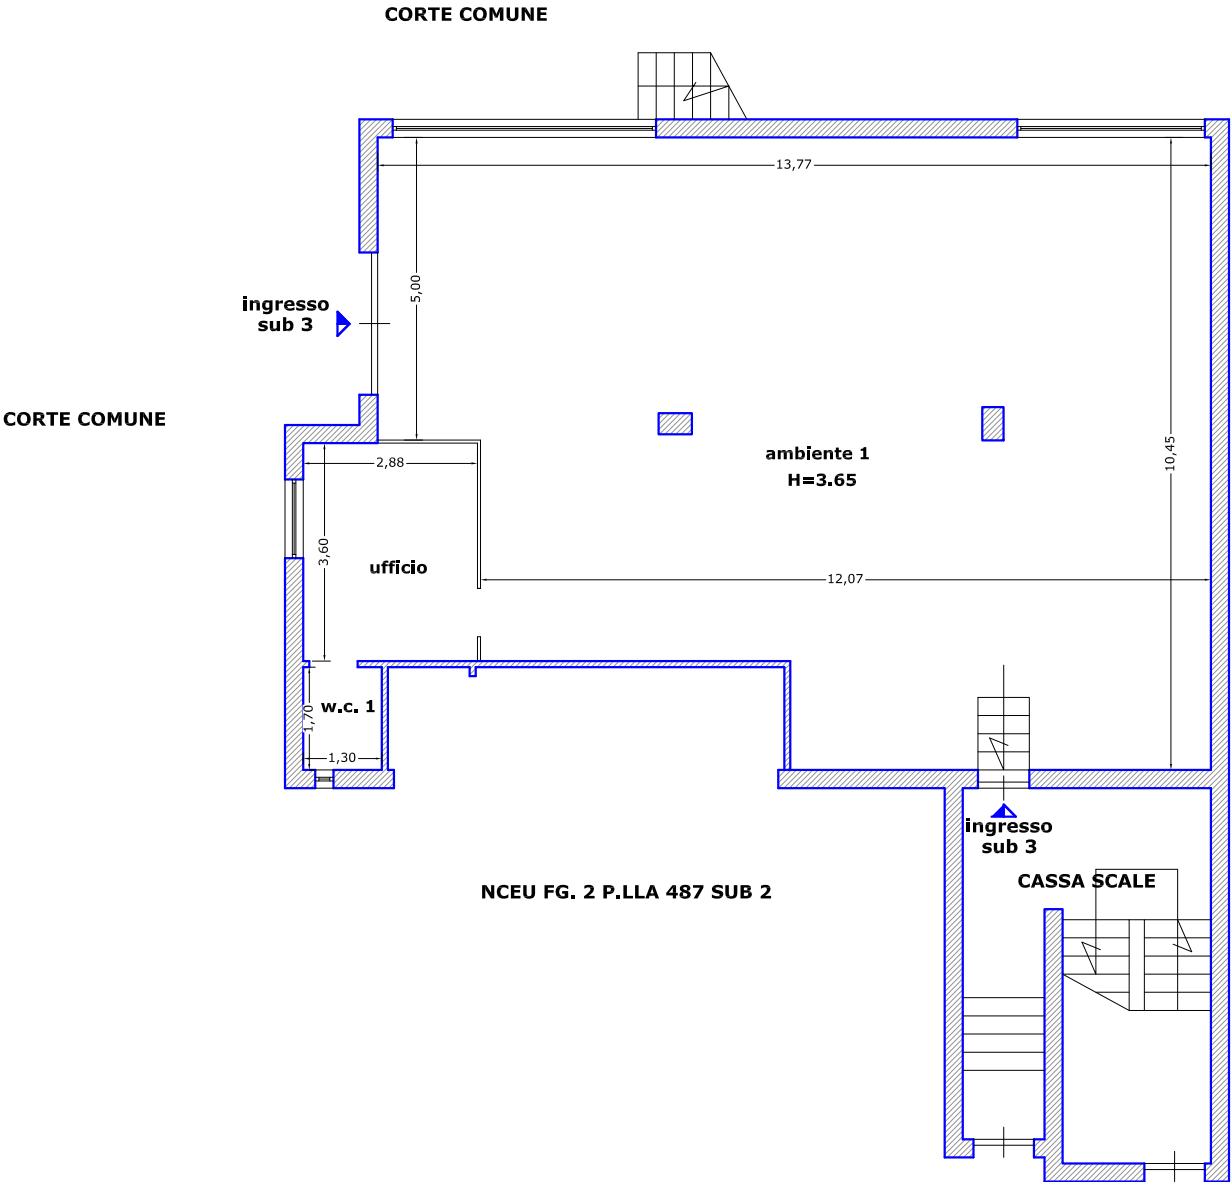 CORTE COMUNE
13,77
5,00
ingresso
sub 3
CORTE COMUNE
2,88
ambiente 1
H=3.65
10,45
3,60
ufficio
12,07
1,70
w.c. 1
1,30
ingresso
sub 3
CASSA SCALE
NCEU FG. 2 P.LLA 487 SUB 2